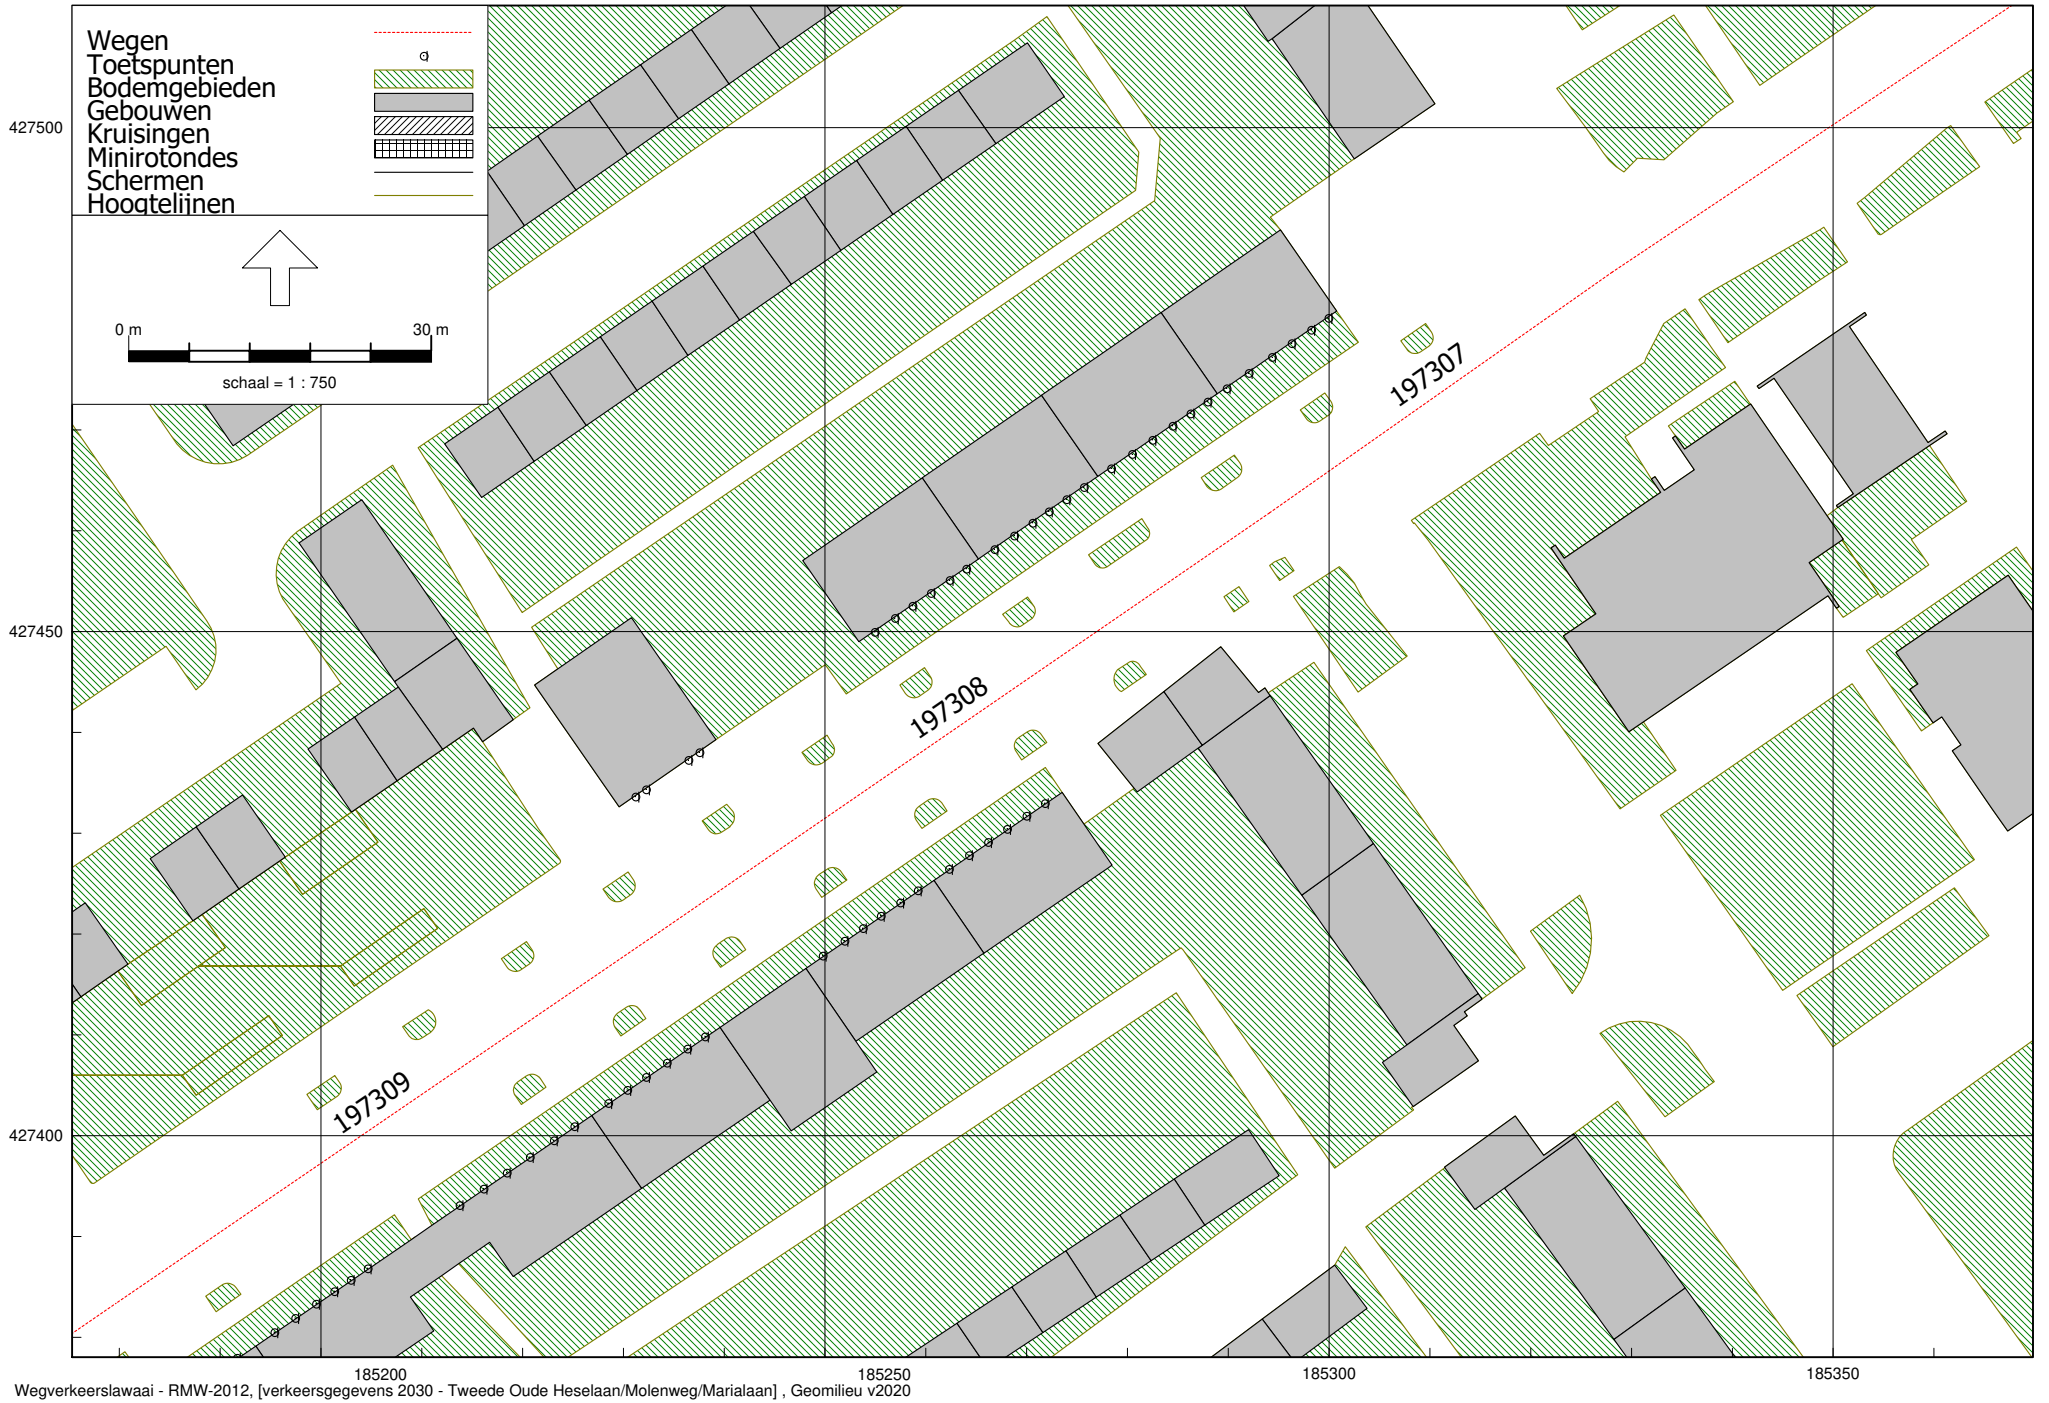 Wegen
Toetspunten
Bodemgebieden
Gebouwen
Kruisingen
Minirotondes
Schermen
Hoogtelijnen
0 m 30 m
schaal = 1 : 750
427500
197307
427450
197308
197309
427400
185200 185250 185300 185350
Wegverkeerslawaai - RMW-2012, [verkeersgegevens 2030 - Tweede Oude Heselaan/Molenweg/Marialaan] , Geomilieu v2020